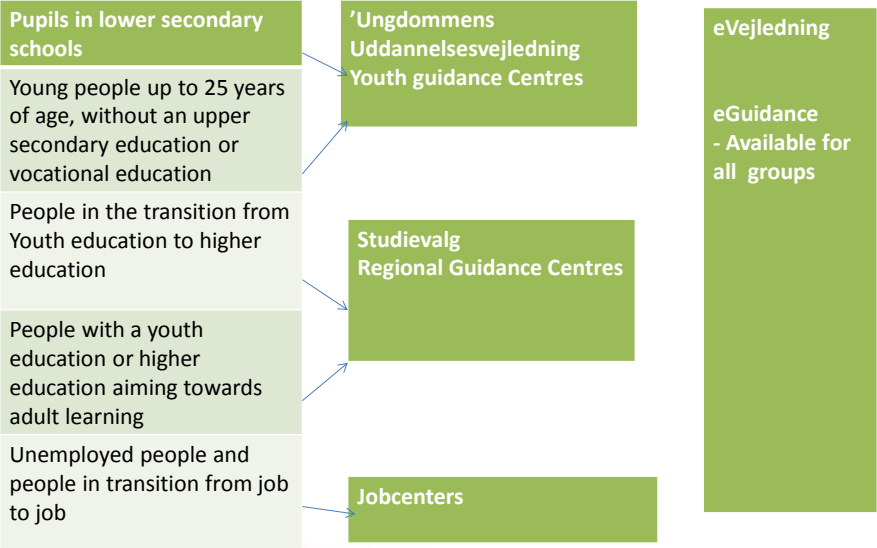 Pupils in lower secondary
schools
Young people up to 25 years
of age, without an upper
secondary education or
vocational education
People in the transition from
Youth education to higher
education
People with a youth
education or higher
education aiming towards
adult learning
Unemployed people and
people in transition from job
to job
’Ungdommens
Uddannelsesvejledning
Youth guidance Centres
Studievalg
Regional Guidance Centres
Jobcenters
eVejledning
eGuidance
- Available for
all groups